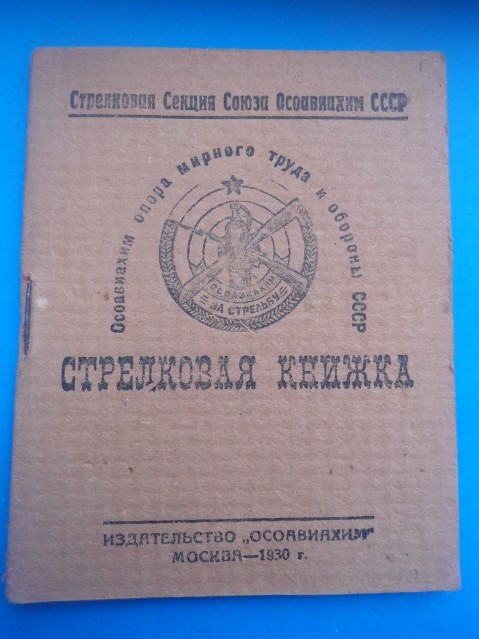 Стрелковая Секция Союза Осоавиахим СССР
Осоавиахим опора мирного труда и обороны СССР
ОСОАВИАХИМ
ЗА СТРЕЛЬБУ
СТРЕЛКОВАЯ КНИЖКА
ИЗДАТЕЛЬСТВО „ОСОАВИАХИМ"
МОСКВА—1930 г.